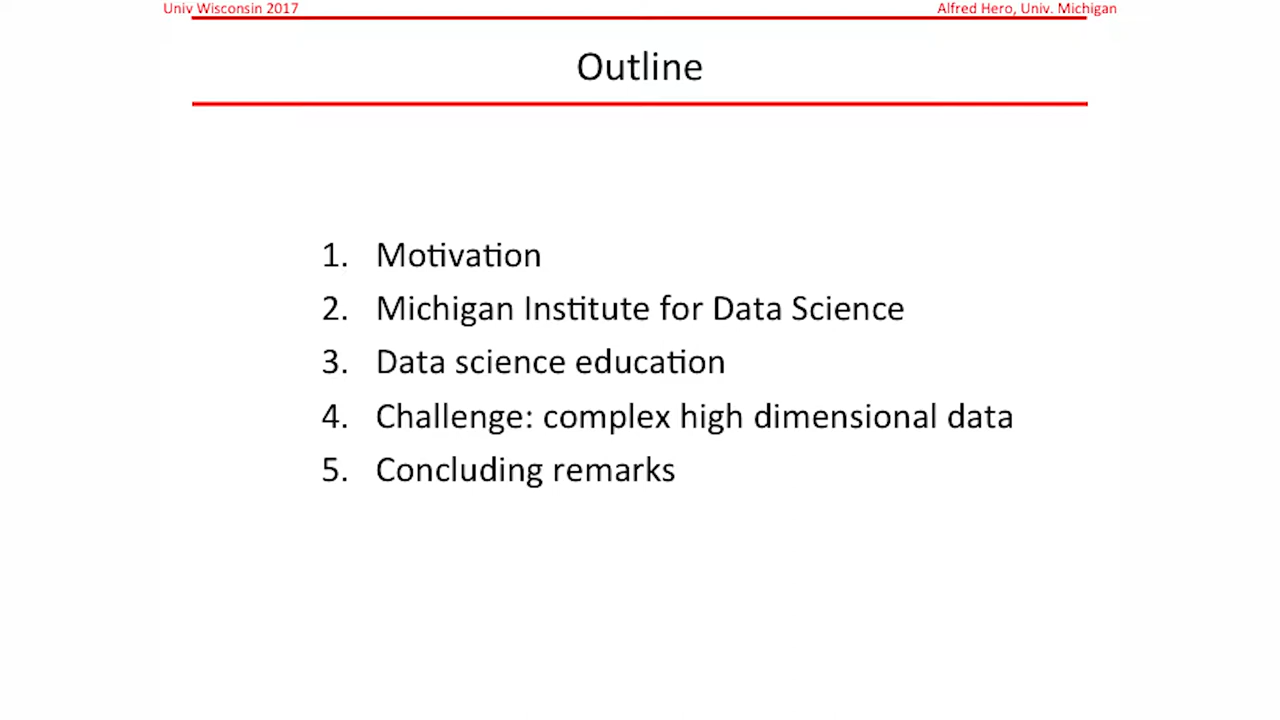 Univ Wisconsin 2017
Alfred Hero, Univ. Michigan
Outline
1. Motivation
2. Michigan Institute for Data Science
3. Data science education
4. Challenge: complex high dimensional data
5. Concluding remarks